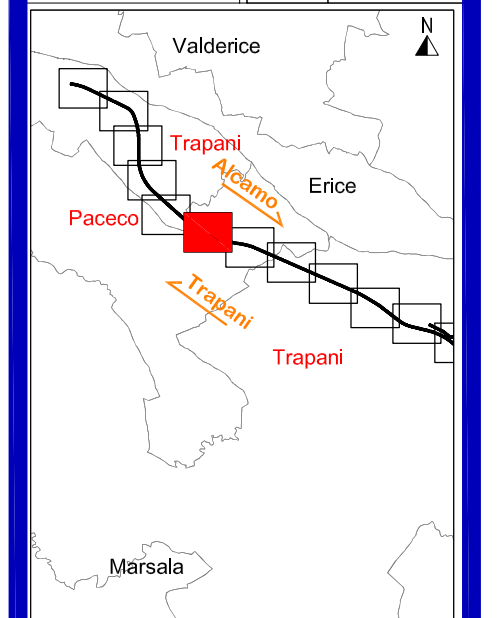 N
Valderice
Trapani
Alcamo
Erice
Paceco
Trapani
Trapani
Marsala